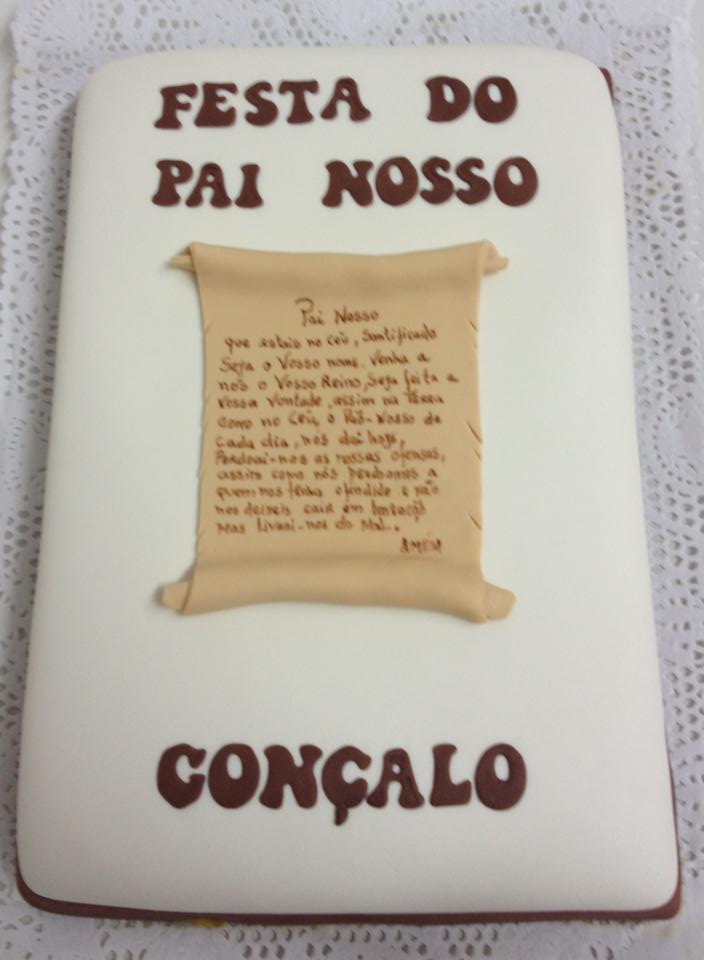 FESTA DO
PAI NOSSO
Pai Nosso
que estais no céu, Santificado
Seja o Vosso nome. Venha a
nós o Vosso Reino, Seja feita a
Vossa Vontade, assim na Terra
como no Céu, o Pão-Nosso de
cada dia, nos dai hoje,
Perdoai-nos as nossas ofensas,
assim como nós perdoamos a
quem nos tenha ofendido e não
nos deixeis cair em tentação
Mas livrai-nos do Mal.
AMÉM
GONÇALO